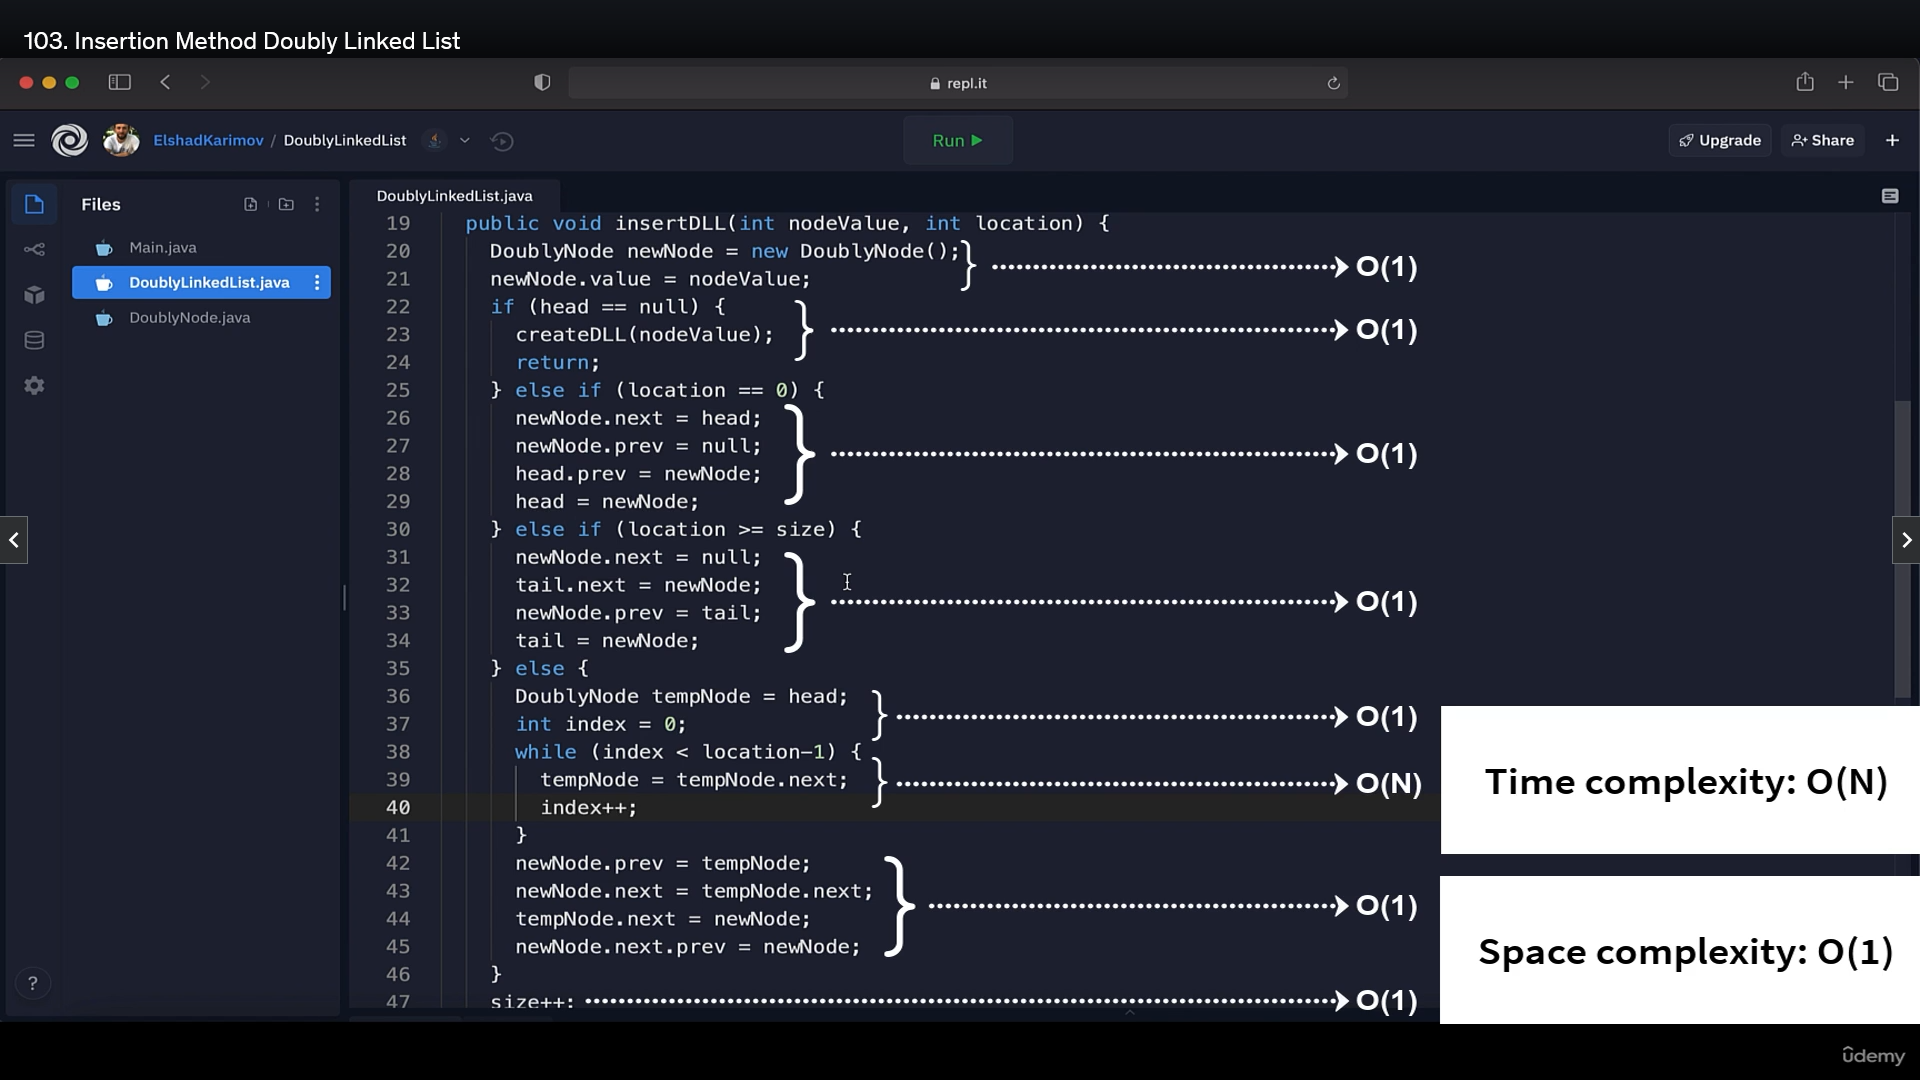 103. Insertion Method Doubly Linked List
repl.it
ElshadKarimov / DoublyLinkedList
Run
Upgrade
Share
Files
Main.java
DoublyLinkedList.java
DoublyNode.java
DoublyLinkedList.java
19 public void insertDLL(int nodeValue, int location) {
20 DoublyNode newNode = new DoublyNode(); O(1)
21 newNode.value = nodeValue;
22 if (head == null) {
23 createDLL(nodeValue); O(1)
24 return;
25 } else if (location == 0) {
26 newNode.next = head;
27 newNode.prev = null; O(1)
28 head.prev = newNode;
29 head = newNode;
30 } else if (location >= size) {
31 newNode.next = null;
32 tail.next = newNode; O(1)
33 newNode.prev = tail;
34 tail = newNode;
35 } else {
36 DoublyNode tempNode = head; O(1)
37 int index = 0;
38 while (index < location-1) {
39 tempNode = tempNode.next; O(N)
40 index++;
41 }
42 newNode.prev = tempNode;
43 newNode.next = tempNode.next; O(1)
44 tempNode.next = newNode;
45 newNode.next.prev = newNode;
46 }
47 size++; O(1)
Time complexity: O(N)
Space complexity: O(1)
?
ûdemy